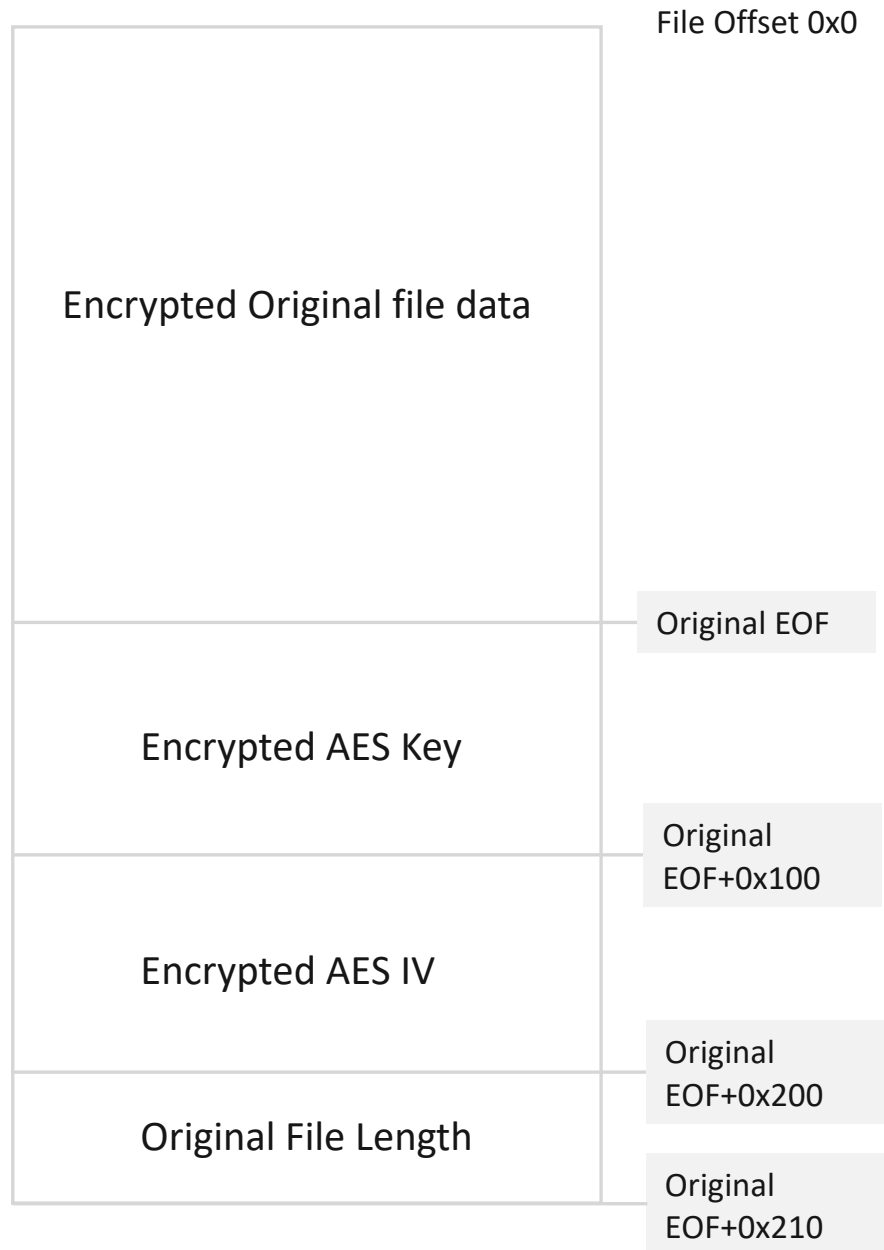 File Offset 0x0
Encrypted Original file data
Original EOF
Encrypted AES Key
Original
EOF+0x100
Encrypted AES IV
Original
EOF+0x200
Original File Length
Original
EOF+0x210